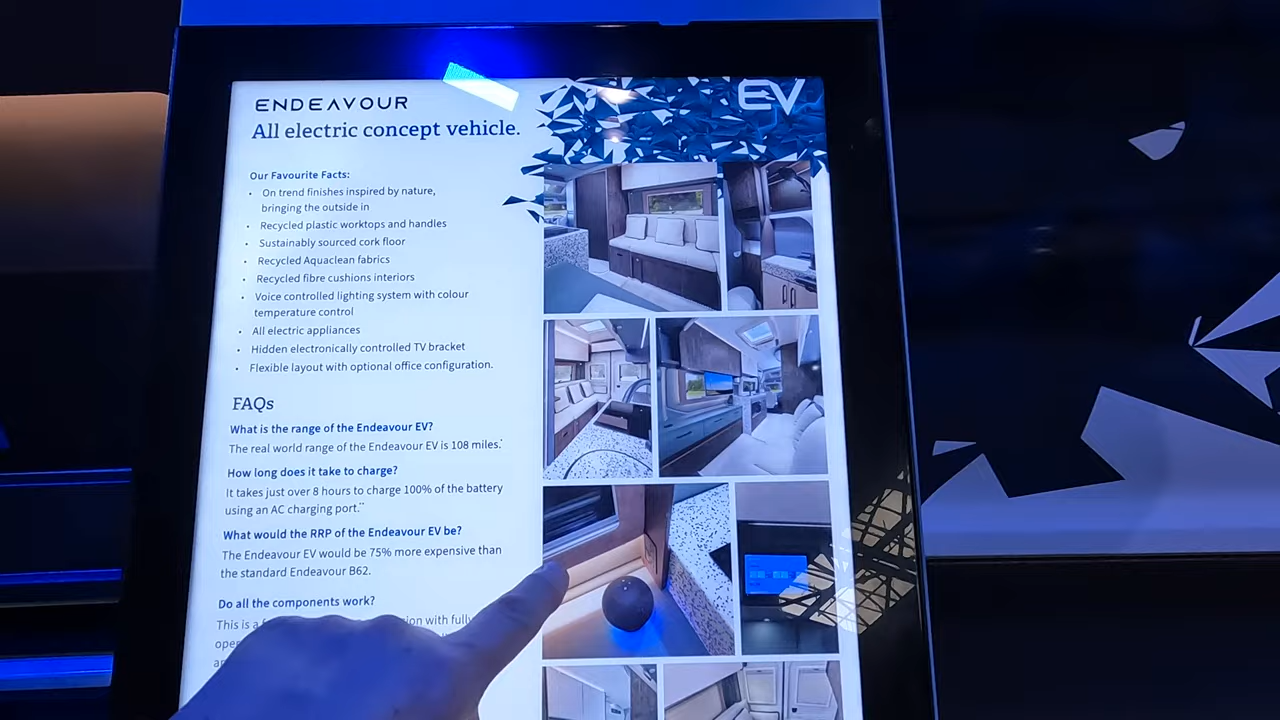 ENDEAVOUR
EV
All electric concept vehicle.
Our Favourite Facts:
• On trend finishes inspired by nature,
bringing the outside in
• Recycled plastic worktops and handles
• Sustainably sourced cork floor
• Recycled Aquaclean fabrics
• Recycled fibre cushions interiors
• Voice controlled lighting system with colour
temperature control
• All electric appliances
• Hidden electronically controlled TV bracket
• Flexible layout with optional office configuration.
FAQs
What is the range of the Endeavour EV?
The real world range of the Endeavour EV is 108 miles.*
How long does it take to charge?
It takes just over 8 hours to charge 100% of the battery
using an AC charging port.**
What would the RRP of the Endeavour EV be?
The Endeavour EV would be 75% more expensive than
the standard Endeavour B62.
Do all the components work?
This is a with fully